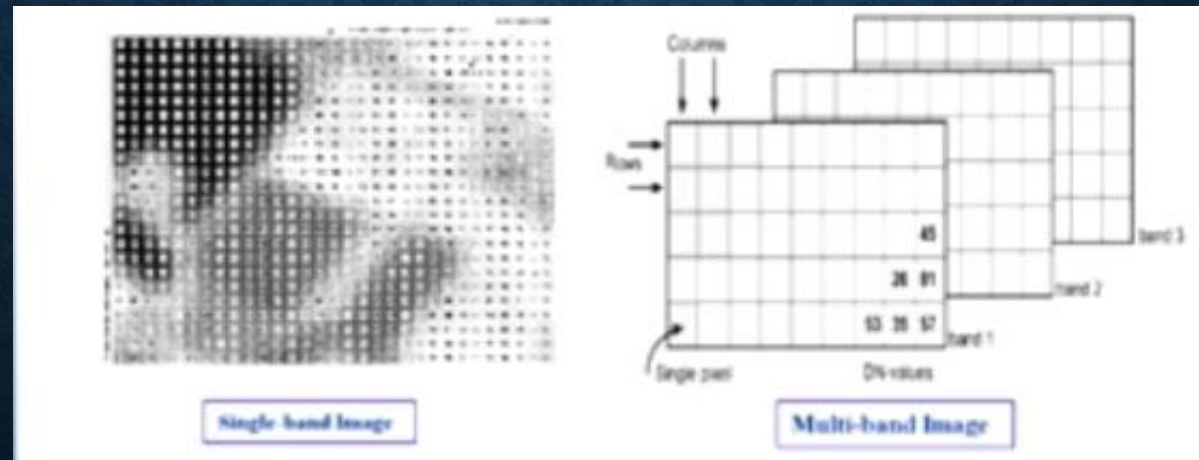 Columns
Rows
45
26 81
53 35 57
band 1
band 2
band 3
Single pixel
DN-values
Single-band Image
Multi-band Image